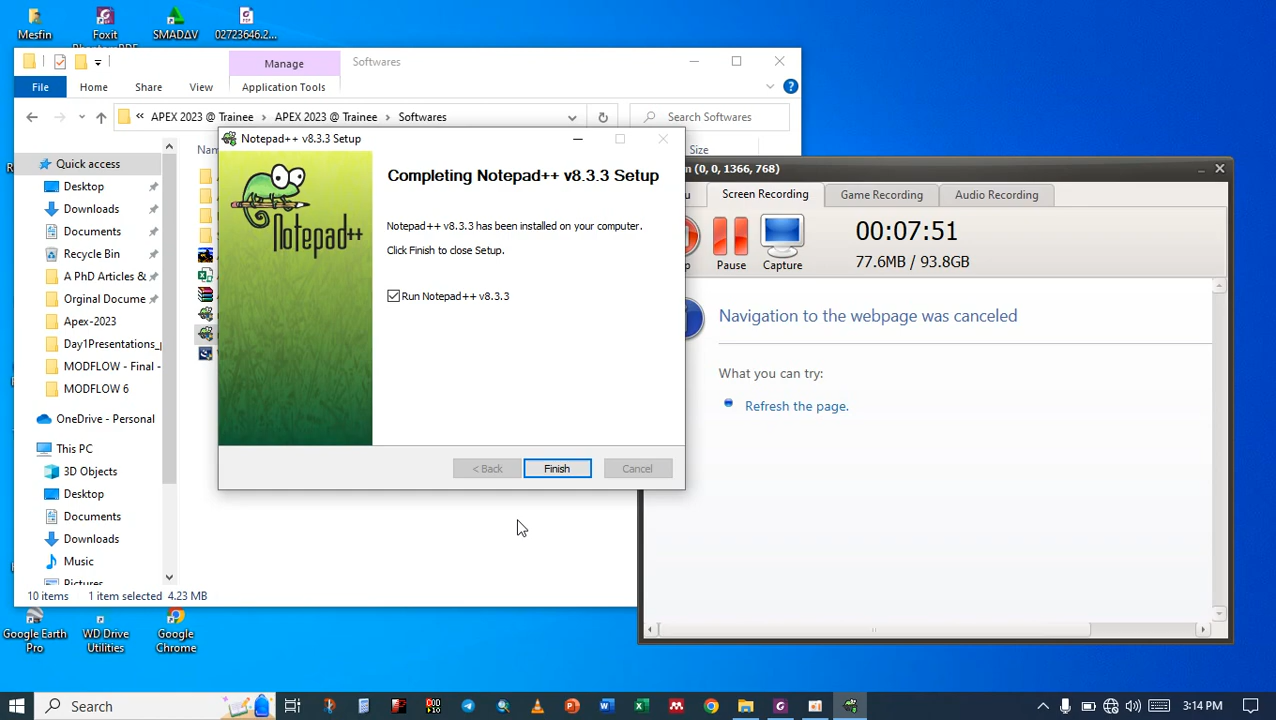 Mesfin
Foxit
SMADΔV
02723646.2...
Manage
Softwares
File
Home
Share
View
Application Tools
« APEX 2023 @ Trainee > APEX 2023 @ Trainee > Softwares
Search Softwares
Size
Quick access
Desktop
Downloads
Documents
Recycle Bin
A PhD Articles &
Orginal Docume
Apex-2023
Day1Presentations_p
MODFLOW - Final -
MODFLOW 6
OneDrive - Personal
This PC
3D Objects
Desktop
Documents
Downloads
Music
Pictures
10 items
1 item selected 4.23 MB
Notepad++ v8.3.3 Setup
Notepad++
Completing Notepad++ v8.3.3 Setup
Notepad++ v8.3.3 has been installed on your computer.
Click Finish to close Setup.
Run Notepad++ v8.3.3
< Back
Finish
Cancel
(0, 0, 1366, 768)
Screen Recording
Game Recording
Audio Recording
Pause
Capture
00:07:51
77.6MB / 93.8GB
Navigation to the webpage was canceled
What you can try:
Refresh the page.
Google Earth
Pro
WD Drive
Utilities
Google
Chrome
Search
3:14 PM